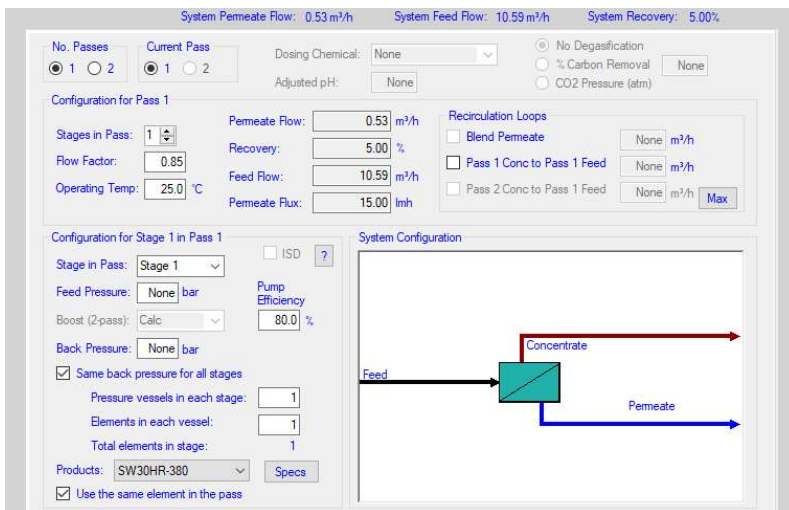 System Permeate Flow: 0.53 m³/h System Feed Flow: 10.59 m³/h System Recovery: 5.00%
No. Passes Current Pass
1 2 1 2
Dosing Chemical: None
Adjusted pH: None
No Degasification
% Carbon Removal None
CO2 Pressure (atm)
Configuration for Pass 1
Stages in Pass: 1
Flow Factor: 0.85
Operating Temp: 25.0 °C
Permeate Flow: 0.53 m³/h
Recovery: 5.00 %
Feed Flow: 10.59 m³/h
Permeate Flux: 15.00 lmh
Recirculation Loops
Blend Permeate None m³/h
Pass 1 Conc to Pass 1 Feed None m³/h
Pass 2 Conc to Pass 1 Feed None m³/h Max
Configuration for Stage 1 in Pass 1
ISD ?
Stage in Pass: Stage 1
Feed Pressure: None bar
Pump
Efficiency
Boost (2-pass): Calc 80.0 %
Back Pressure: None bar
Same back pressure for all stages
Pressure vessels in each stage: 1
Elements in each vessel: 1
Total elements in stage: 1
Products: SW30HR-380 Specs
Use the same element in the pass
System Configuration
Concentrate
Feed
Permeate